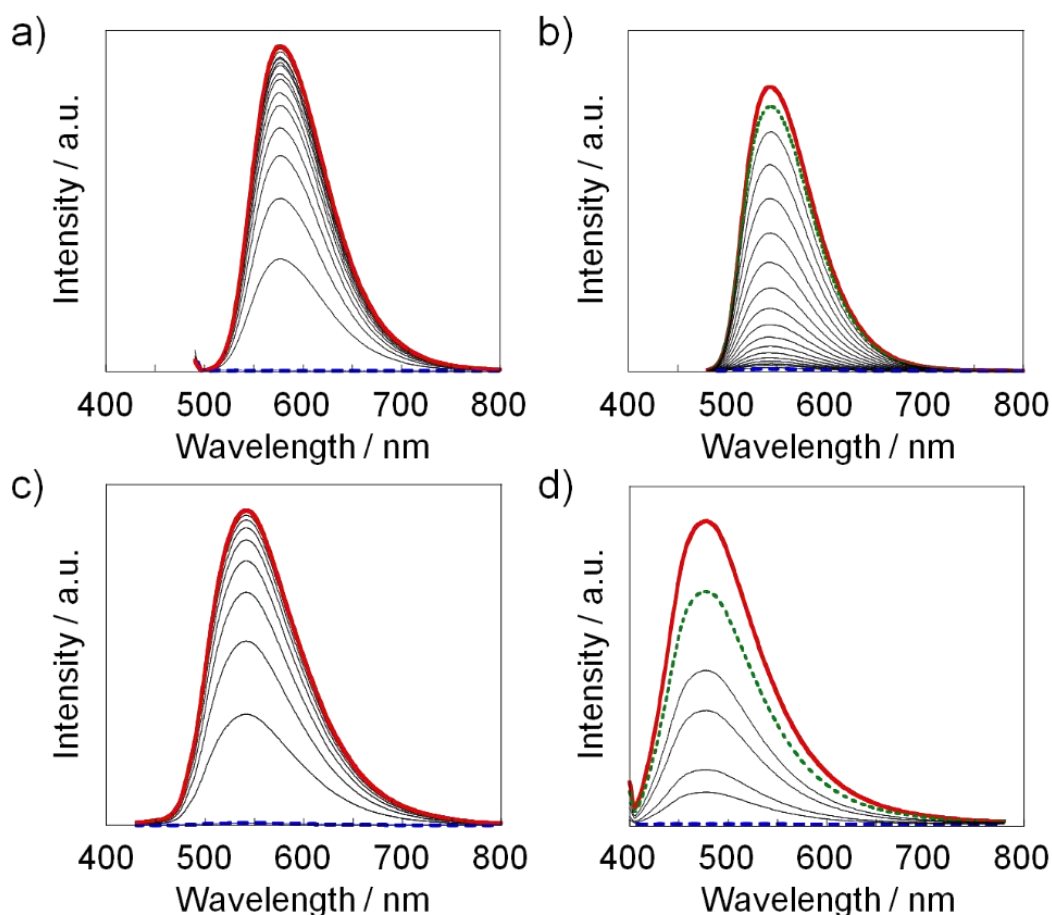 a)
Intensity / a.u.
400 500 600 700 800
Wavelength / nm
b)
Intensity / a.u.
400 500 600 700 800
Wavelength / nm
c)
Intensity / a.u.
400 500 600 700 800
Wavelength / nm
d)
Intensity / a.u.
400 500 600 700 800
Wavelength / nm